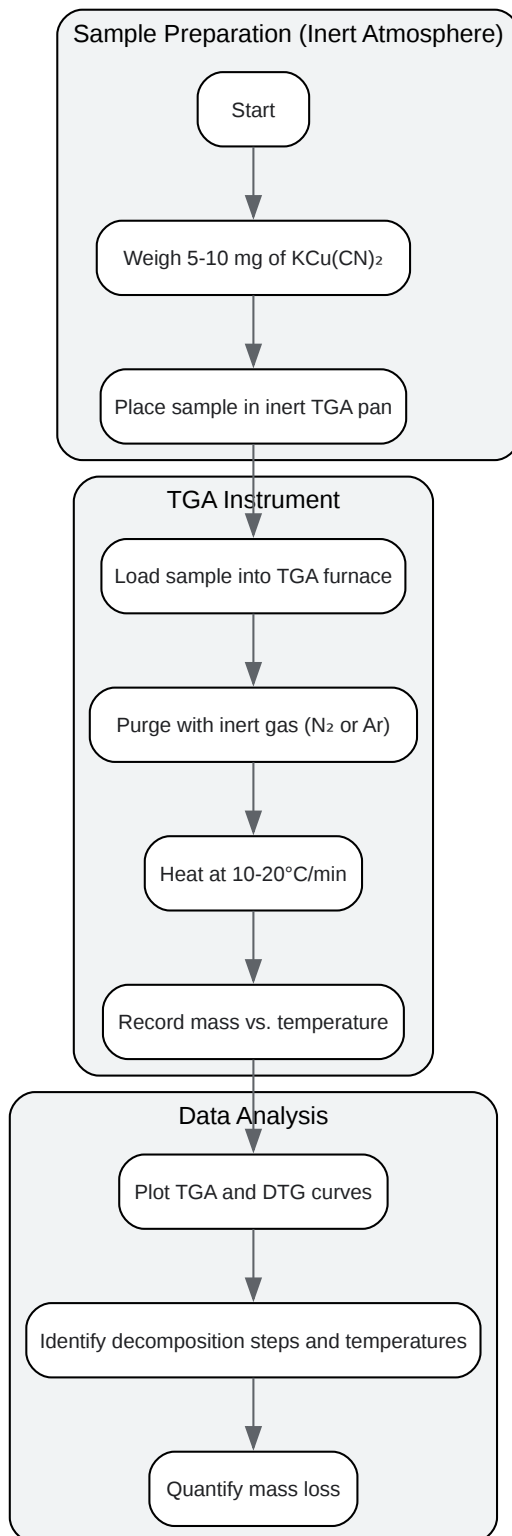 Sample Preparation (Inert Atmosphere)
Start
Weigh 5-10 mg of KCu(CN)₂
Place sample in inert TGA pan
TGA Instrument
Load sample into TGA furnace
Purge with inert gas (N₂ or Ar)
Heat at 10-20°C/min
Record mass vs. temperature
Data Analysis
Plot TGA and DTG curves
Identify decomposition steps and temperatures
Quantify mass loss